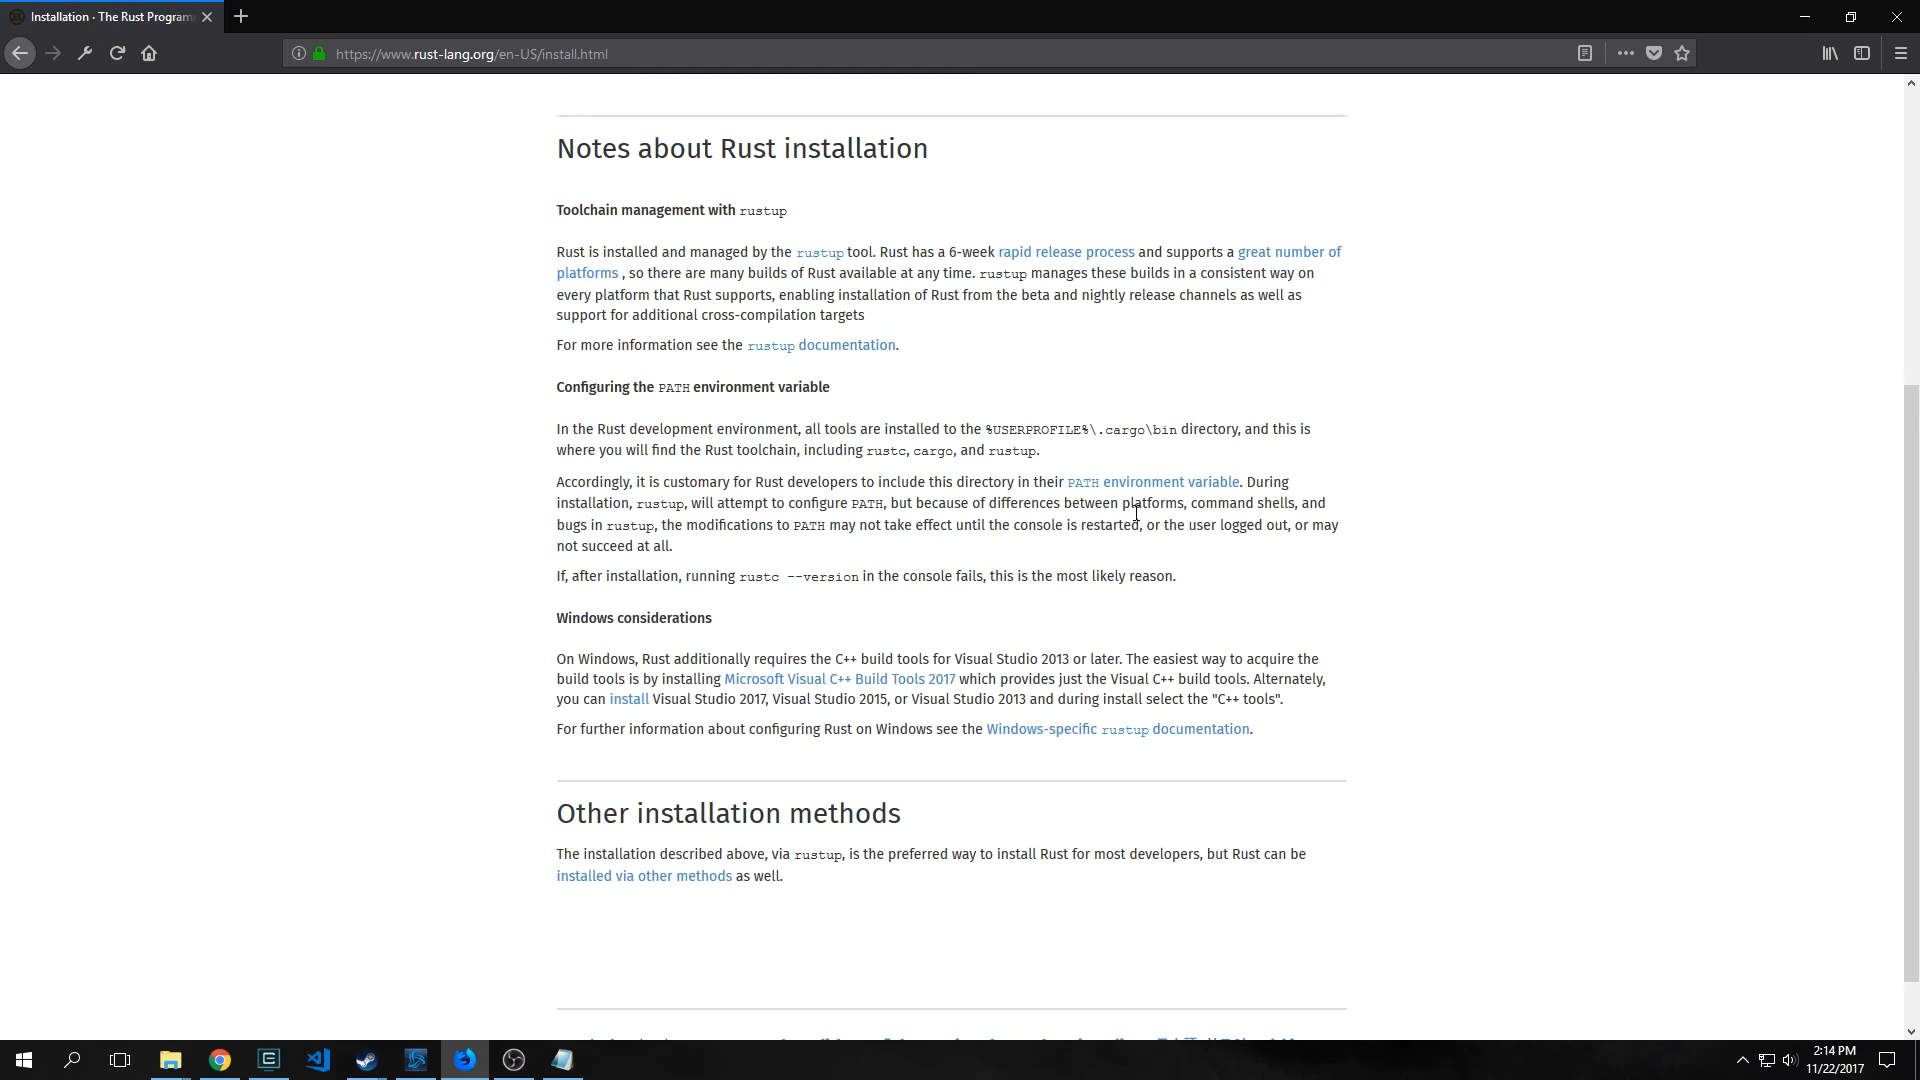 Installation · The Rust Program
https://www.rust-lang.org/en-US/install.html
Notes about Rust installation
Toolchain management with rustup
Rust is installed and managed by the rustup tool. Rust has a 6-week rapid release process and supports a great number of
platforms , so there are many builds of Rust available at any time. rustup manages these builds in a consistent way on
every platform that Rust supports, enabling installation of Rust from the beta and nightly release channels as well as
support for additional cross-compilation targets
For more information see the rustup documentation.
Configuring the PATH environment variable
In the Rust development environment, all tools are installed to the %USERPROFILE%\.cargo\bin directory, and this is
where you will find the Rust toolchain, including rustc, cargo, and rustup.
Accordingly, it is customary for Rust developers to include this directory in their PATH environment variable. During
installation, rustup, will attempt to configure PATH, but because of differences between platforms, command shells, and
bugs in rustup, the modifications to PATH may not take effect until the console is restarted, or the user logged out, or may
not succeed at all.
If, after installation, running rustc --version in the console fails, this is the most likely reason.
Windows considerations
On Windows, Rust additionally requires the C++ build tools for Visual Studio 2013 or later. The easiest way to acquire the
build tools is by installing Microsoft Visual C++ Build Tools 2017 which provides just the Visual C++ build tools. Alternately,
you can install Visual Studio 2017, Visual Studio 2015, or Visual Studio 2013 and during install select the "C++ tools".
For further information about configuring Rust on Windows see the Windows-specific rustup documentation.
Other installation methods
The installation described above, via rustup, is the preferred way to install Rust for most developers, but Rust can be
installed via other methods as well.
2:14 PM
11/22/2017